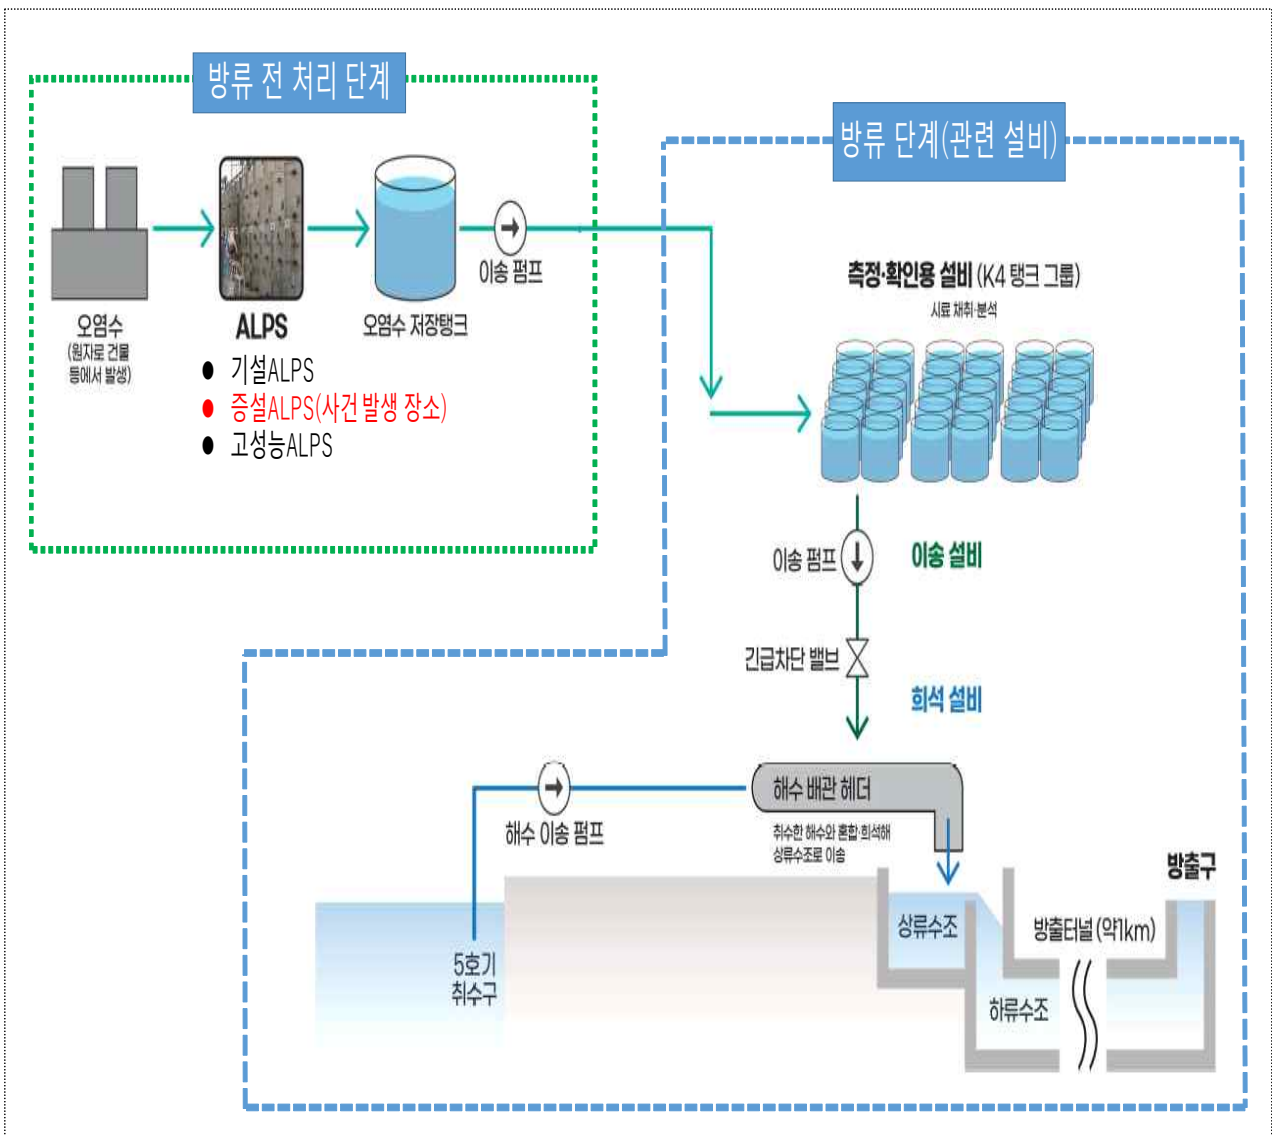 방류 전 처리 단계
방류 단계(관련 설비)
오염수
(원자로 건물
등에서 발생)
ALPS
● 기설ALPS
● 증설ALPS(사건 발생 장소)
● 고성능ALPS
오염수 저장탱크
이송 펌프
측정·확인용 설비 (K4 탱크 그룹)
시료 채취·분석
이송 펌프
이송 설비
긴급차단 밸브
희석 설비
해수 이송 펌프
해수 배관 헤더
취수한 해수와 혼합·희석해
상류수조로 이송
5호기
취수구
상류수조
하류수조
방출터널 (약1km)
방출구